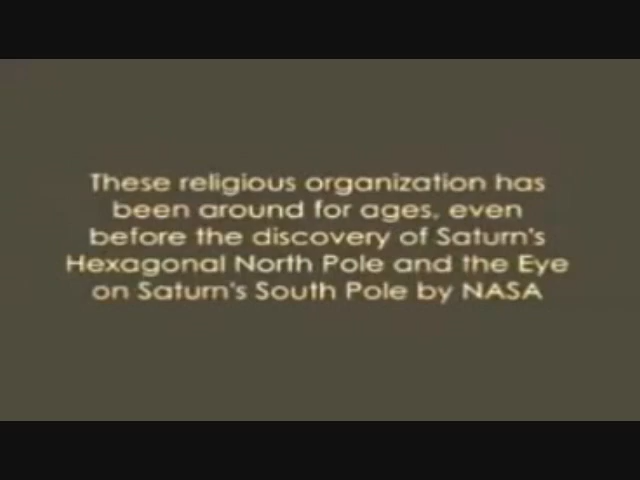 These religious organization has
been around for ages, even
before the discovery of Saturn's
Hexagonal North Pole and the Eye
on Saturn's South Pole by NASA